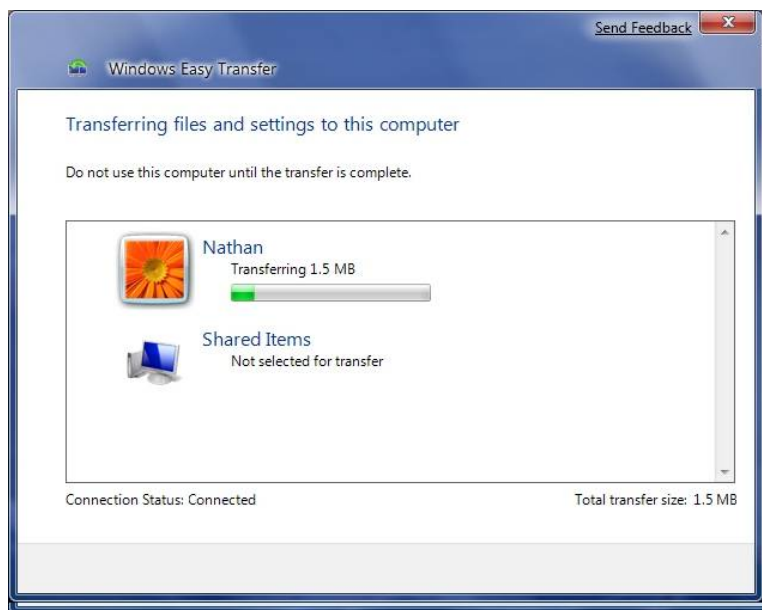 Send Feedback
Windows Easy Transfer
Transferring files and settings to this computer
Do not use this computer until the transfer is complete.
Nathan
Transferring 1.5 MB
Shared Items
Not selected for transfer
Connection Status: Connected
Total transfer size: 1.5 MB